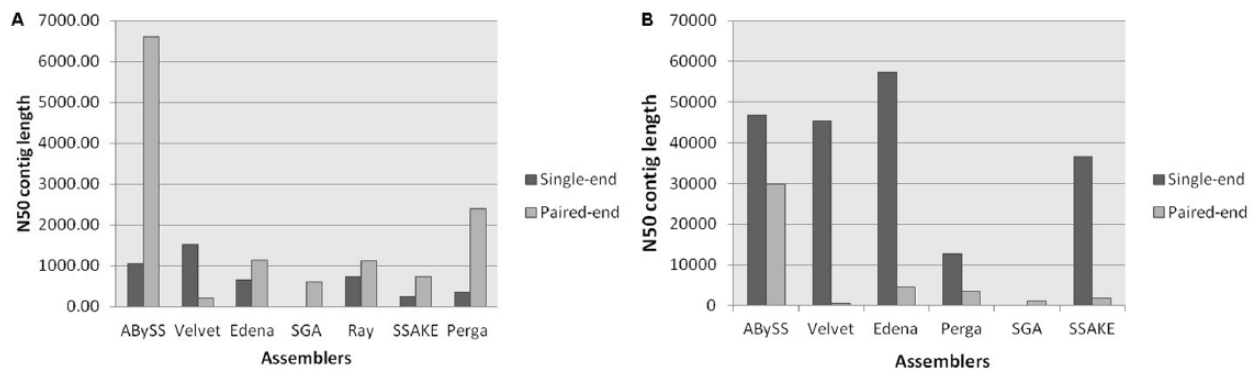 A
7000.00
6000.00
5000.00
4000.00
3000.00
2000.00
1000.00
0.00
N50 contig length
ABySS Velvet Edena SGA Ray SSAKE Perga
Assemblers
Single-end
Paired-end
B
70000
60000
50000
40000
30000
20000
10000
0
N50 contig length
ABySS Velvet Edena Perga SGA SSAKE
Assemblers
Single-end
Paired-end